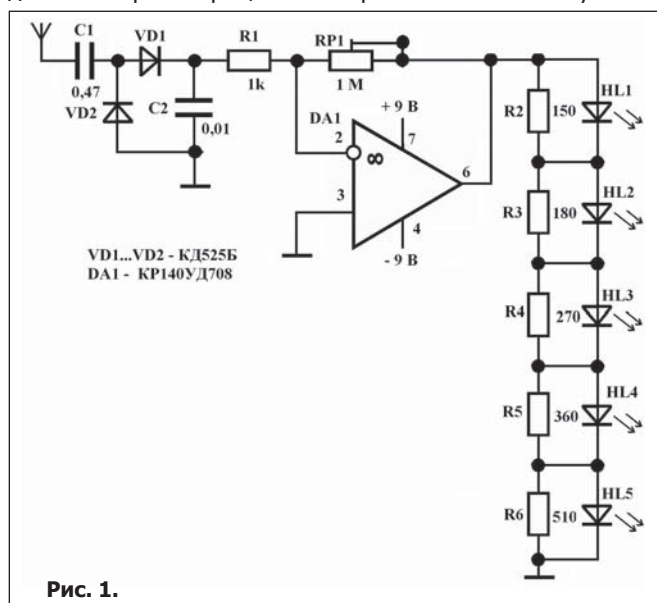 C1
VD1
R1
RP1
0,47
VD2
C2
0,01
1k
1 M
DA1
+ 9 В
2
7
∞
6
3
4
- 9 В
VD1...VD2 - КД525Б
DA1 - КР140УД708
R2
150
HL1
R3
180
HL2
R4
270
HL3
R5
360
HL4
R6
510
HL5
Рис. 1.